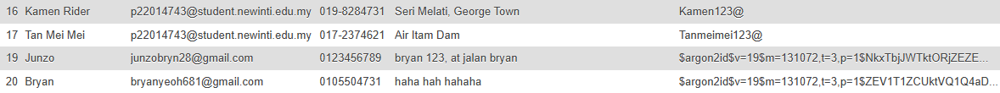 16 Kamen Rider p22014743@student.newinti.edu.my 019-8284731 Seri Melati, George Town Kamen123@
17 Tan Mei Mei p22014743@student.newinti.edu.my 017-2374621 Air Itam Dam Tanmeimei123@
19 Junzo junzobryn28@gmail.com 0123456789 bryan 123, at jalan bryan $argon2id$v=19$m=131072,t=3,p=1$NkxTbjJWTktORjZEZE...
20 Bryan bryanyeoh681@gmail.com 0105504731 haha hah hahaha $argon2id$v=19$m=131072,t=3,p=1$ZEV1T1ZCUktVQ1Q4aD...